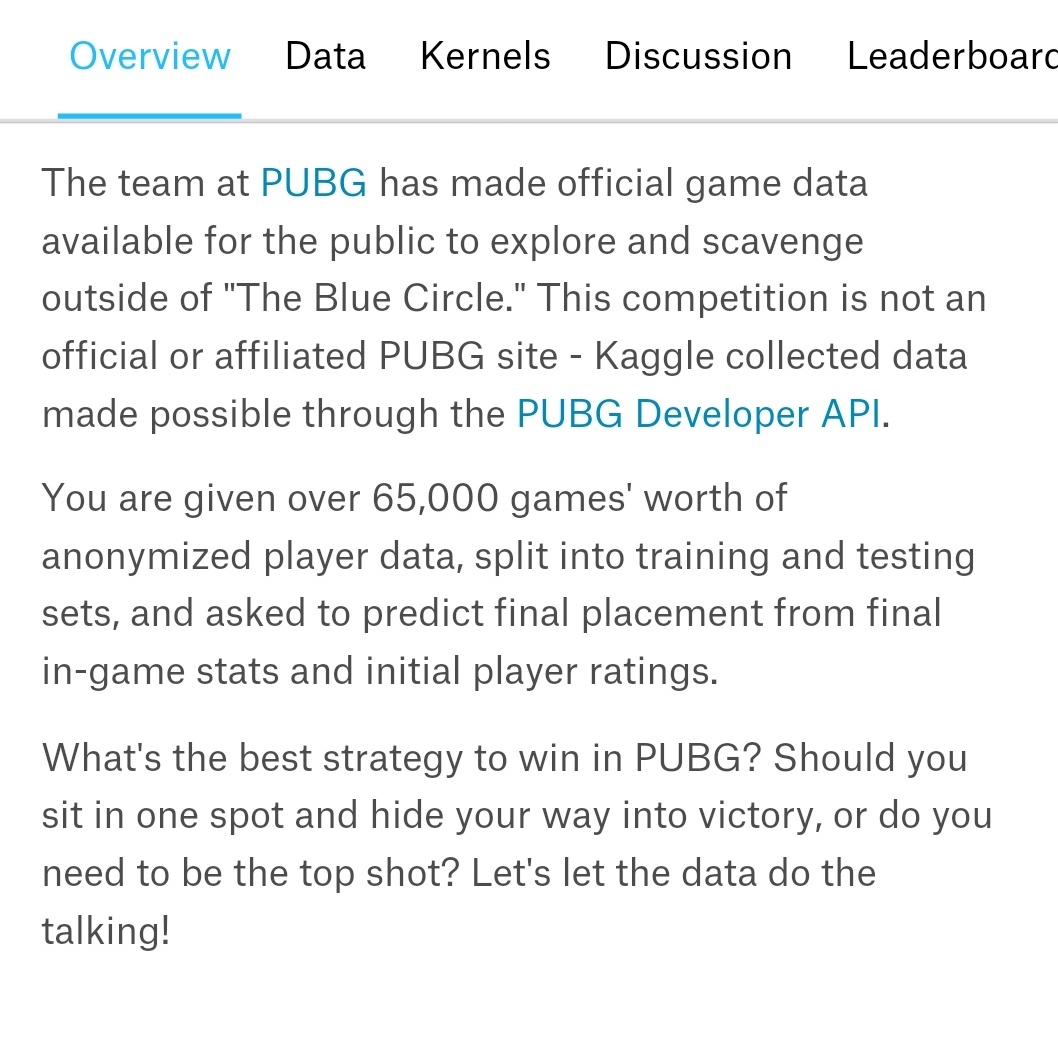 Overview Data Kernels Discussion Leaderboard
The team at PUBG has made official game data
available for the public to explore and scavenge
outside of "The Blue Circle." This competition is not an
official or affiliated PUBG site - Kaggle collected data
made possible through the PUBG Developer API.
You are given over 65,000 games' worth of
anonymized player data, split into training and testing
sets, and asked to predict final placement from final
in-game stats and initial player ratings.
What's the best strategy to win in PUBG? Should you
sit in one spot and hide your way into victory, or do you
need to be the top shot? Let's let the data do the
talking!